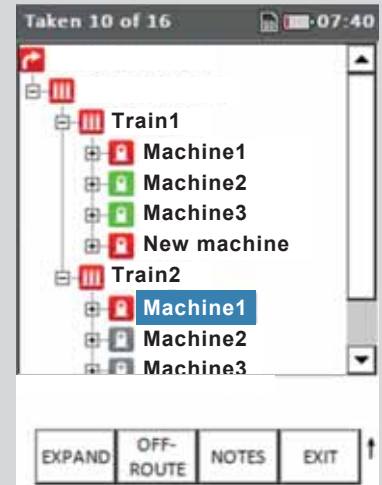 Taken 10 of 16 07:40
Train1
Machine1
Machine2
Machine3
New machine
Train2
Machine1
Machine2
Machine3
EXPAND OFF-ROUTE NOTES EXIT